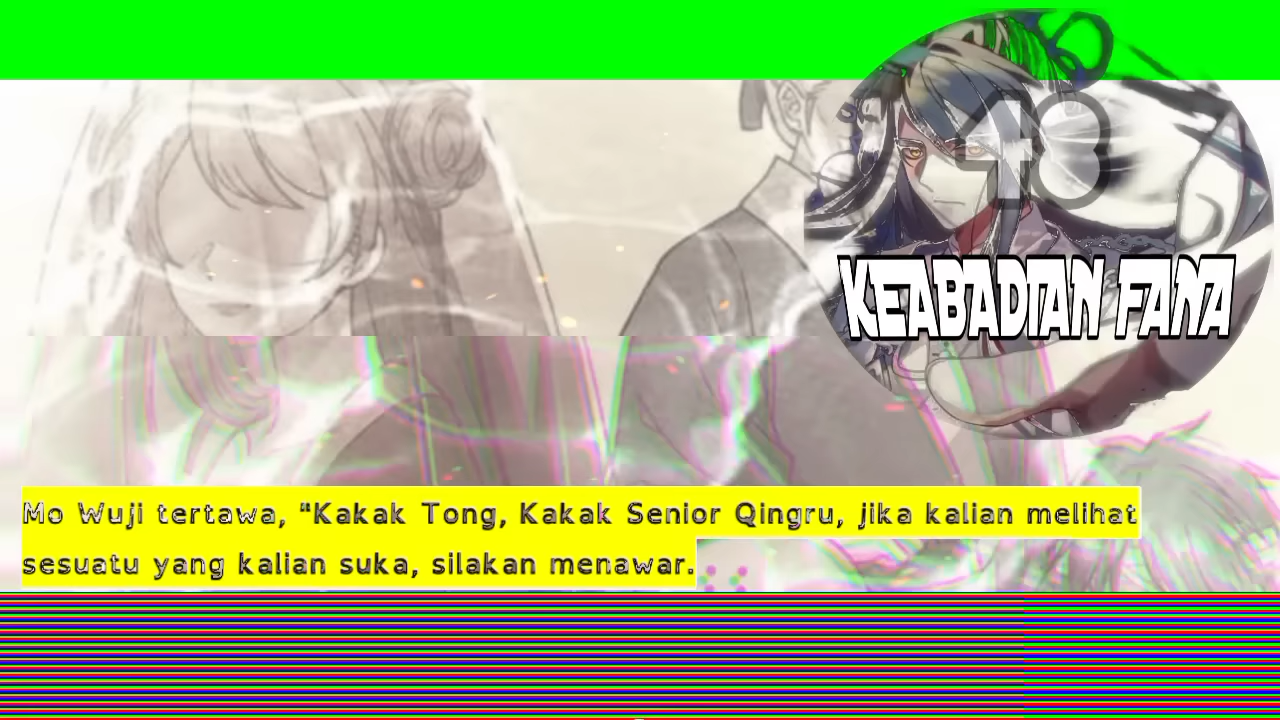 48
KEABADIAN FANA
Mo Wuji tertawa, "Kakak Tong, Kakak Senior Qingru, jika kalian melihat
sesuatu yang kalian suka, silakan menawar.